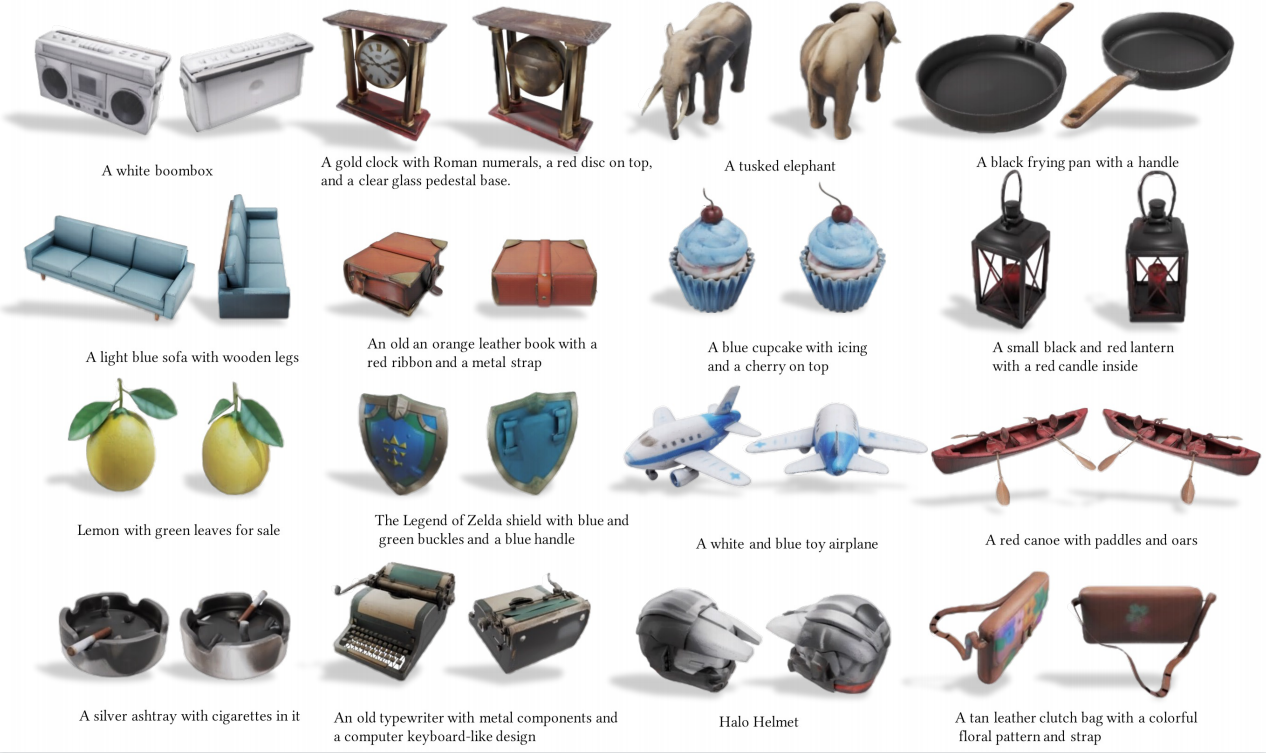 A white boombox
A gold clock with Roman numerals, a red disc on top,
and a clear glass pedestal base.
A tusked elephant
A black frying pan with a handle
A light blue sofa with wooden legs
An old an orange leather book with a
red ribbon and a metal strap
A blue cupcake with icing
and a cherry on top
A small black and red lantern
with a red candle inside
Lemon with green leaves for sale
The Legend of Zelda shield with blue and
green buckles and a blue handle
A white and blue toy airplane
A red canoe with paddles and oars
A silver ashtray with cigarettes in it
An old typewriter with metal components and
a computer keyboard-like design
Halo Helmet
A tan leather clutch bag with a colorful
floral pattern and strap